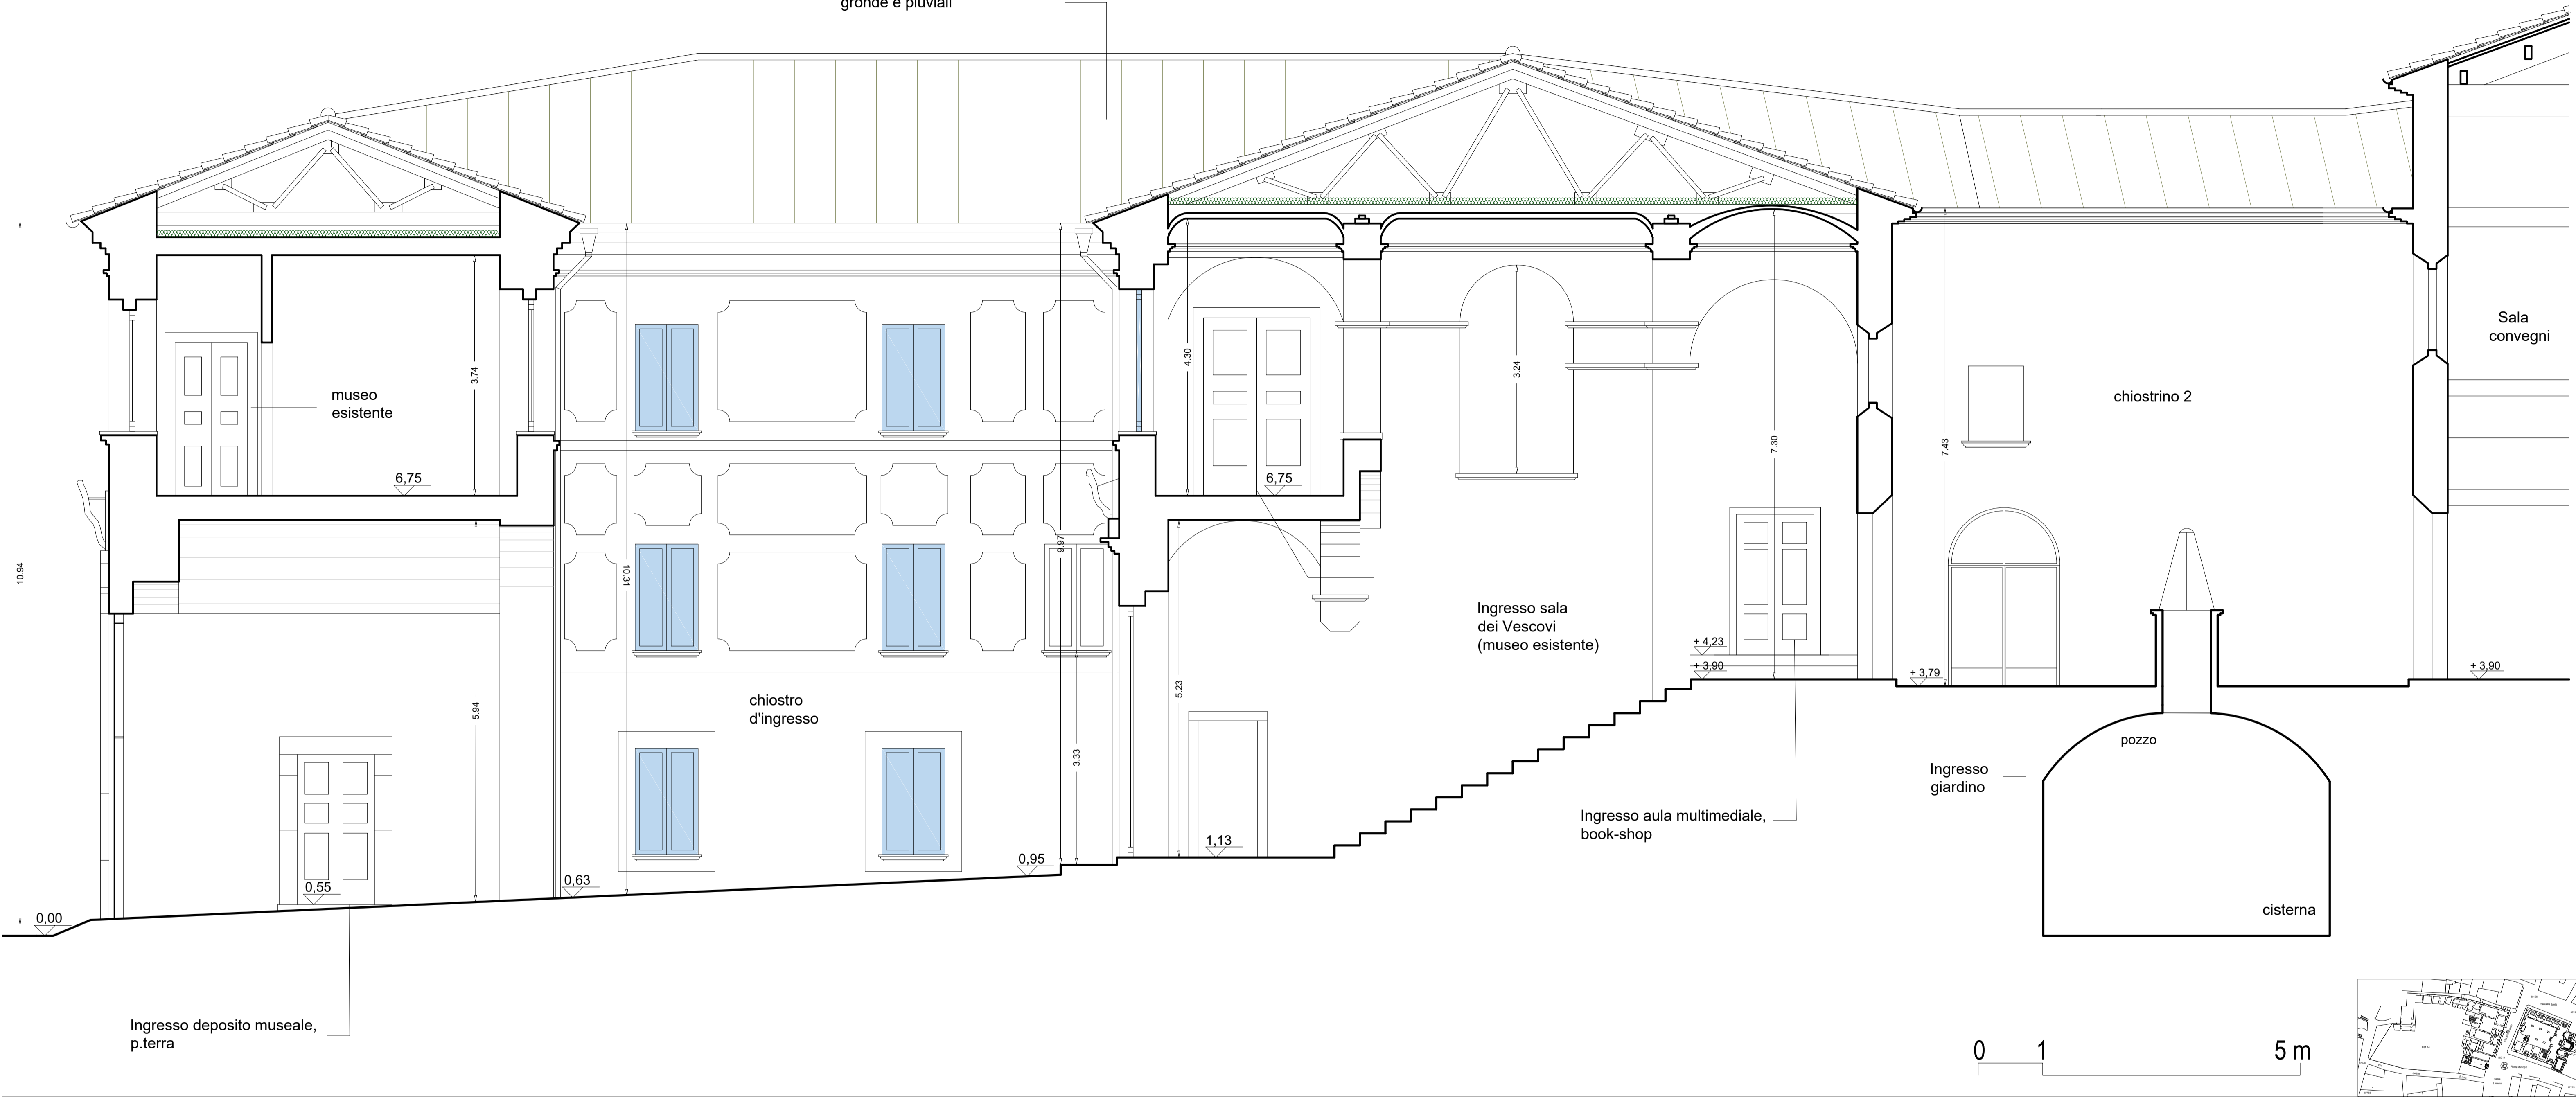 gronde e pluviali
museo
esistente
3.74
6,75
10.94
5.94
0,00
0,55
0,63
0,95
10.31
9.97
3.33
chiostro
d'ingresso
4.30
6,75
5.23
1,13
3.24
Ingresso sala
dei Vescovi
(museo esistente)
7.30
+ 4,23
+ 3,90
7.43
+ 3,79
chiostrino 2
Sala
convegni
+ 3,90
pozzo
cisterna
Ingresso
giardino
Ingresso aula multimediale,
book-shop
Ingresso deposito museale,
p.terra
0 1 5 m